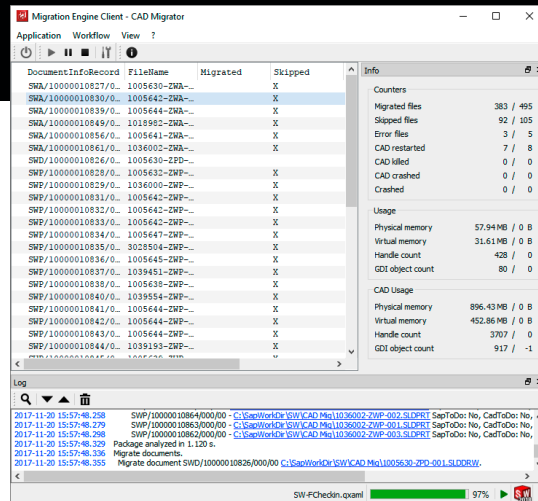 Migration Engine Client - CAD Migrator
Application Workflow View ?
DocumentInfoRecord FileName Migrated Skipped
SWA/10000010827/0... 1005630-ZWA-... X
SWA/10000010830/0... 1005642-ZWA-... X
SWA/10000010839/0... 1005644-ZWA-... X
SWA/10000010849/0... 1018982-ZWA-... X
SWA/10000010856/0... 1005641-ZWA-... X
SWA/10000010861/0... 1036002-ZWA-... X
SWD/10000010826/0... 1005630-ZPD-...
SWP/10000010828/0... 1005632-ZWP-... X
SWP/10000010829/0... 1036000-ZWP-... X
SWP/10000010831/0... 1005642-ZWP-... X
SWP/10000010832/0... 1005642-ZWP-... X
SWP/10000010833/0... 1005642-ZWP-... X
SWP/10000010834/0... 1005647-ZWP-... X
SWP/10000010835/0... 3028504-ZWP-... X
SWP/10000010836/0... 1005645-ZWP-... X
SWP/10000010837/0... 1039451-ZWP-... X
SWP/10000010838/0... 1005638-ZWP-... X
SWP/10000010840/0... 1039554-ZWP-... X
SWP/10000010841/0... 1005644-ZWP-... X
SWP/10000010842/0... 1005644-ZWP-... X
SWP/10000010843/0... 1005644-ZWP-... X
SWP/10000010844/0... 1039193-ZWP-... X
Info
Counters
Migrated files 383 / 495
Skipped files 92 / 105
Error files 3 / 5
CAD restarted 7 / 8
CAD killed 0 / 0
CAD crashed 0 / 0
Crashed 0 / 0
Usage
Physical memory 57.94 MB / 0 B
Virtual memory 31.61 MB / 0 B
Handle count 428 / 0
GDI object count 80 / 0
CAD Usage
Physical memory 896.43 MB / 0 B
Virtual memory 452.86 MB / 0 B
Handle count 3707 / 0
GDI object count 917 / -1
Log
2017-11-20 15:57:48.258 SWP/10000010864/000/00 - C:\SapWorkDir\SW\CAD Mig\1036002-ZWP-002.SLDPRT SapToDo: No, CadToDo: No,
2017-11-20 15:57:48.279 SWP/10000010863/000/00 - C:\SapWorkDir\SW\CAD Mig\1036002-ZWP-001.SLDPRT SapToDo: No, CadToDo: No,
2017-11-20 15:57:48.298 SWP/10000010862/000/00 - C:\SapWorkDir\SW\CAD Mig\1036002-ZWP-003.SLDPRT SapToDo: No, CadToDo: No,
2017-11-20 15:57:48.329 Package analyzed in 1.120 s.
2017-11-20 15:57:48.336 Migrate documents.
2017-11-20 15:57:48.355 Migrate document SWD/10000010826/000/00 C:\SapWorkDir\SW\CAD Mig\1005630-ZPD-001.SLDDRW.
SW-FCheckin.qxaml 97%